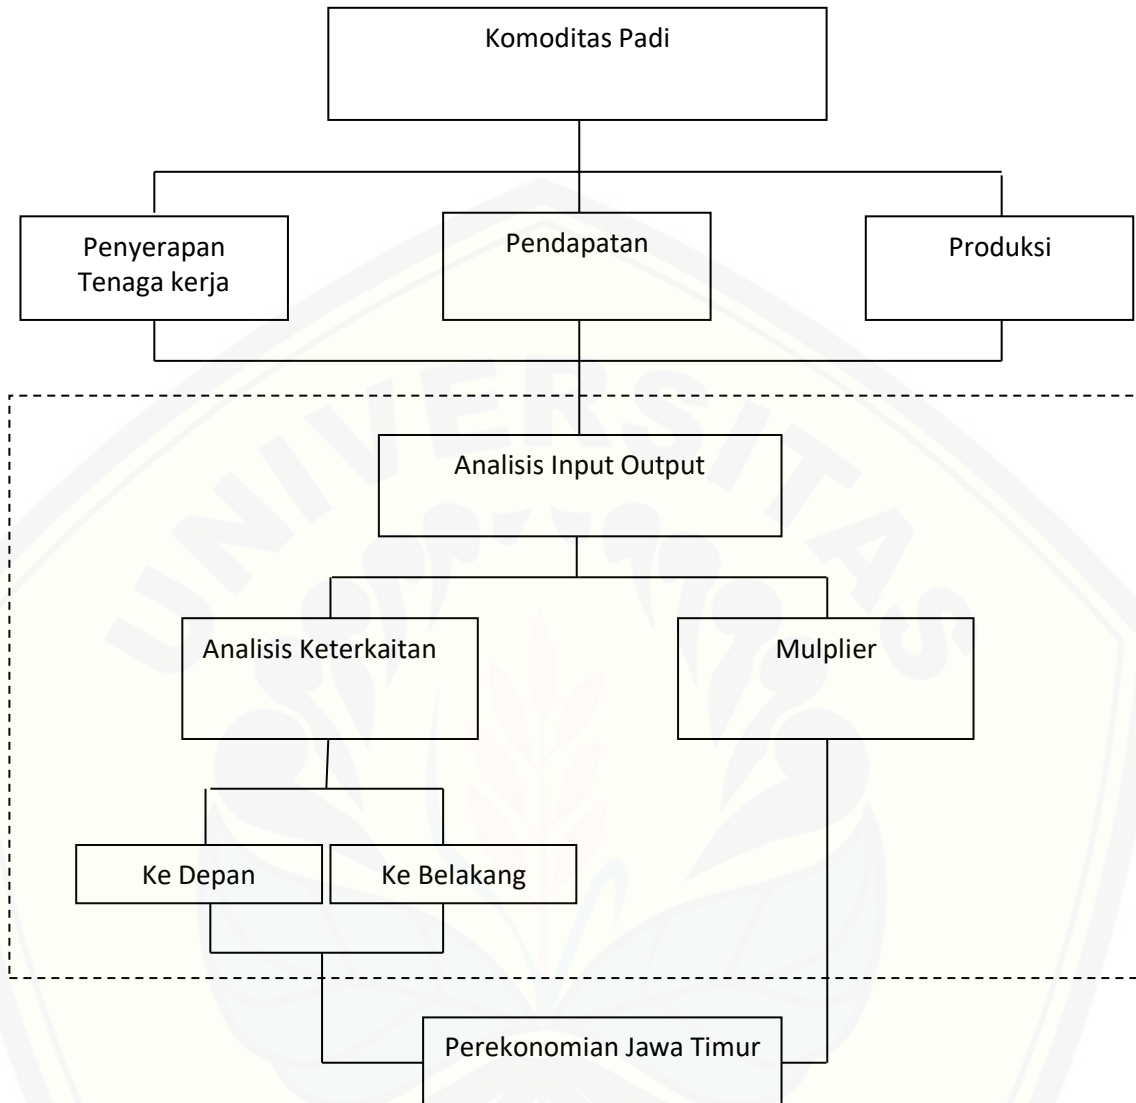 Komoditas Padi
Penyerapan
Tenaga kerja
Pendapatan
Produksi
UNIVERSITAS
Analisis Input Output
Analisis Keterkaitan
Mulplier
Ke Depan
Ke Belakang
Perekonomian Jawa Timur